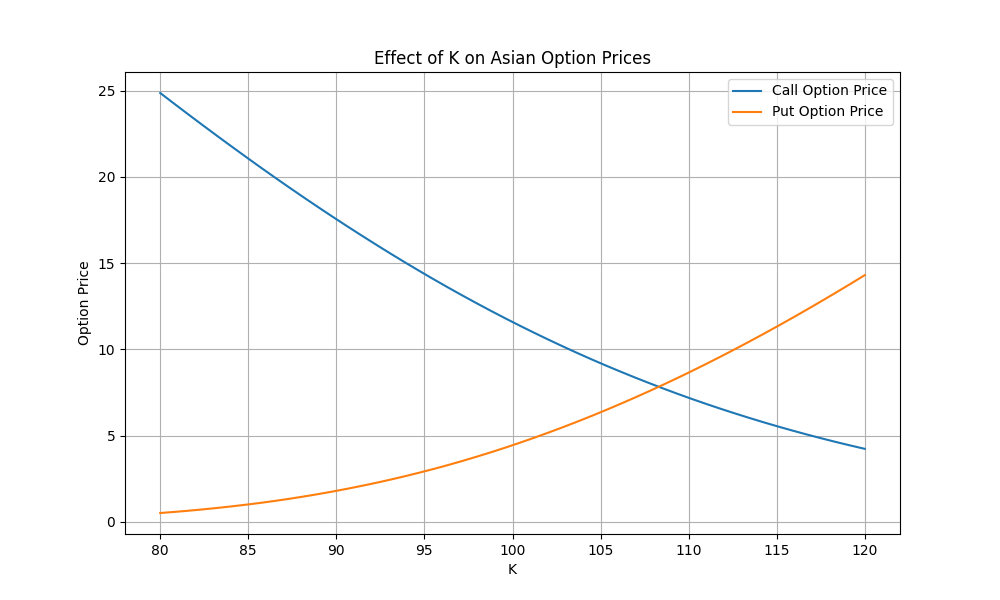 Effect of K on Asian Option Prices
Call Option Price
Put Option Price
Option Price
25
20
15
10
5
0
80 85 90 95 100 105 110 115 120
K